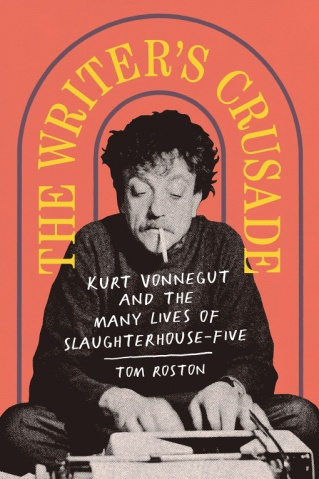 THE WRITER'S CRUSADE
KURT VONNEGUT
AND THE
MANY LIVES OF
SLAUGHTERHOUSE-FIVE
TOM ROSTON